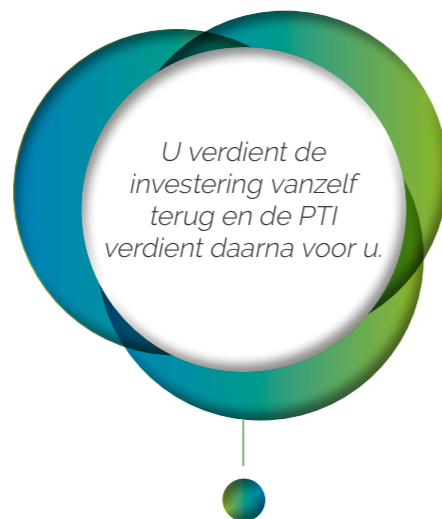 U verdient de
investering vanzelf
terug en de PTI
verdient daarna voor u.